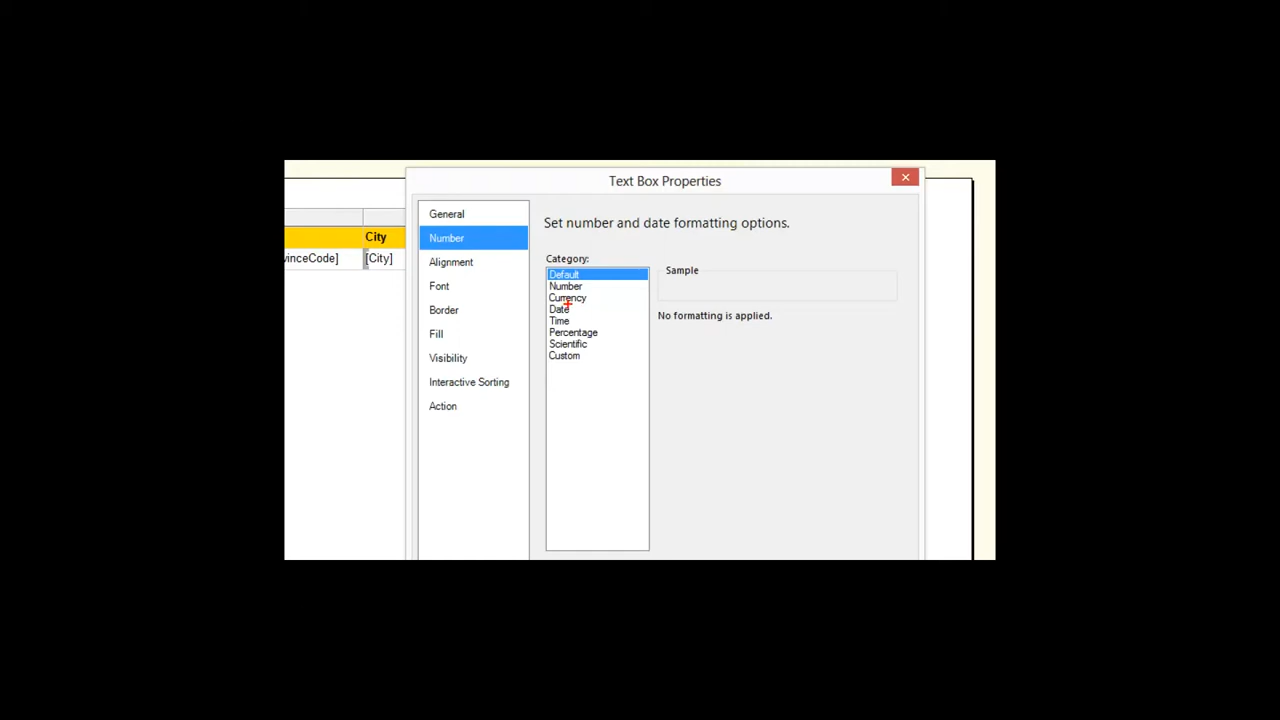 Text Box Properties
General
Number
Alignment
Font
Border
Fill
Visibility
Interactive Sorting
Action
City
vinceCode]
[City]
Set number and date formatting options.
Category:
Default
Number
Currency
Date
Time
Percentage
Scientific
Custom
Sample
No formatting is applied.